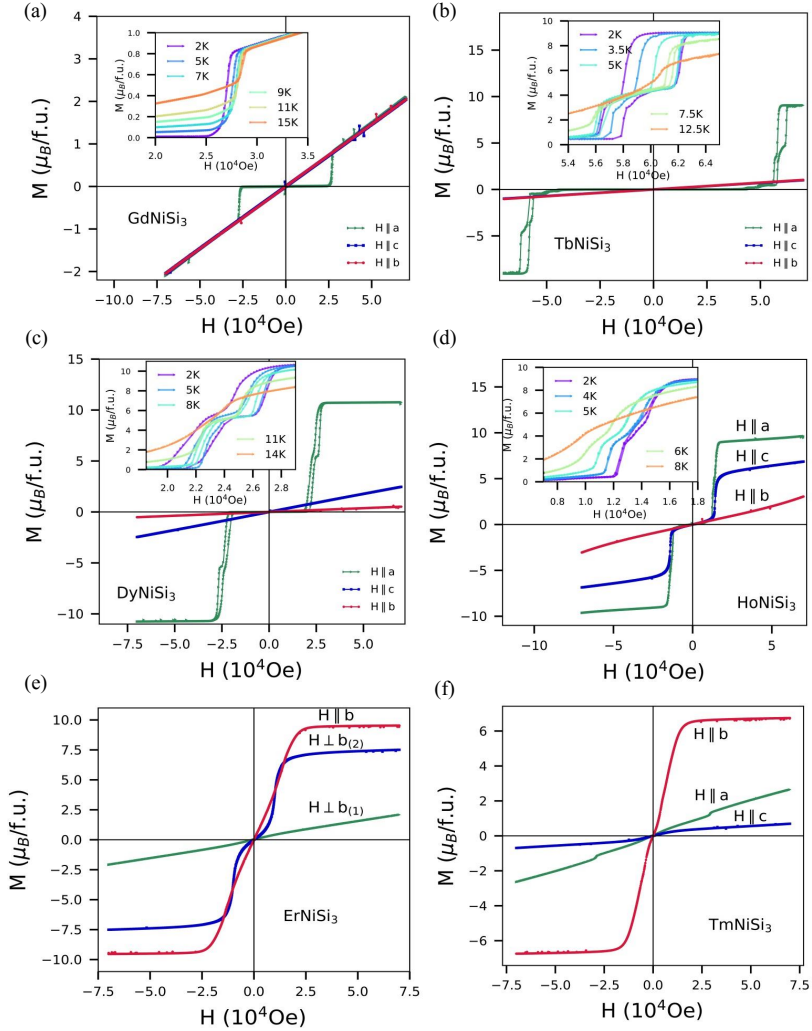 (a)
4
3
2
1
0
−1
−2
M (μB/f.u.)
1.0
0.8
0.6
0.4
0.2
0.0
M (μB/f.u.)
2K
5K
7K
9K
11K
15K
2.0 2.5 3.0 3.5
H (10⁴Oe)
GdNiSi₃
H ∥ a
H ∥ c
H ∥ b
−10.0 −7.5 −5.0 −2.5 0.0 2.5 5.0
H (10⁴Oe)
(b)
15
10
5
0
−5
M (μB/f.u.)
10
8
6
4
2
0
M (μB/f.u.)
2K
3.5K
5K
7.5K
12.5K
5.4 5.6 5.8 6.0 6.2 6.4
H (10⁴Oe)
TbNiSi₃
H ∥ a
H ∥ c
H ∥ b
−5.0 −2.5 0.0 2.5 5.0
H (10⁴Oe)
(c)
15
10
5
0
−5
−10
M (μB/f.u.)
10
8
6
4
2
0
M (μB/f.u.)
2K
5K
8K
11K
14K
2.0 2.2 2.4 2.6 2.8
H (10⁴Oe)
DyNiSi₃
H ∥ a
H ∥ c
H ∥ b
−7.5 −5.0 −2.5 0.0 2.5 5.0
H (10⁴Oe)
(d)
15
10
5
0
−5
−10
M (μB/f.u.)
10
8
6
4
2
0
M (μB/f.u.)
2K
4K
5K
6K
8K
0.8 1.0 1.2 1.4 1.6 1.8
H (10⁴Oe)
H ∥ a
H ∥ c
H ∥ b
HoNiSi₃
−10 −5 0 5
H (10⁴Oe)
(e)
10.0
7.5
5.0
2.5
0.0
−2.5
−5.0
−7.5
−10.0
M (μB/f.u.)
H ∥ b
H ⊥ b(2)
H ⊥ b(1)
ErNiSi₃
−7.5 −5.0 −2.5 0.0 2.5 5.0 7.5
H (10⁴Oe)
(f)
6
4
2
0
−2
−4
−6
M (μB/f.u.)
H ∥ b
H ∥ a
H ∥ c
TmNiSi₃
−7.5 −5.0 −2.5 0.0 2.5 5.0 7.5
H (10⁴Oe)